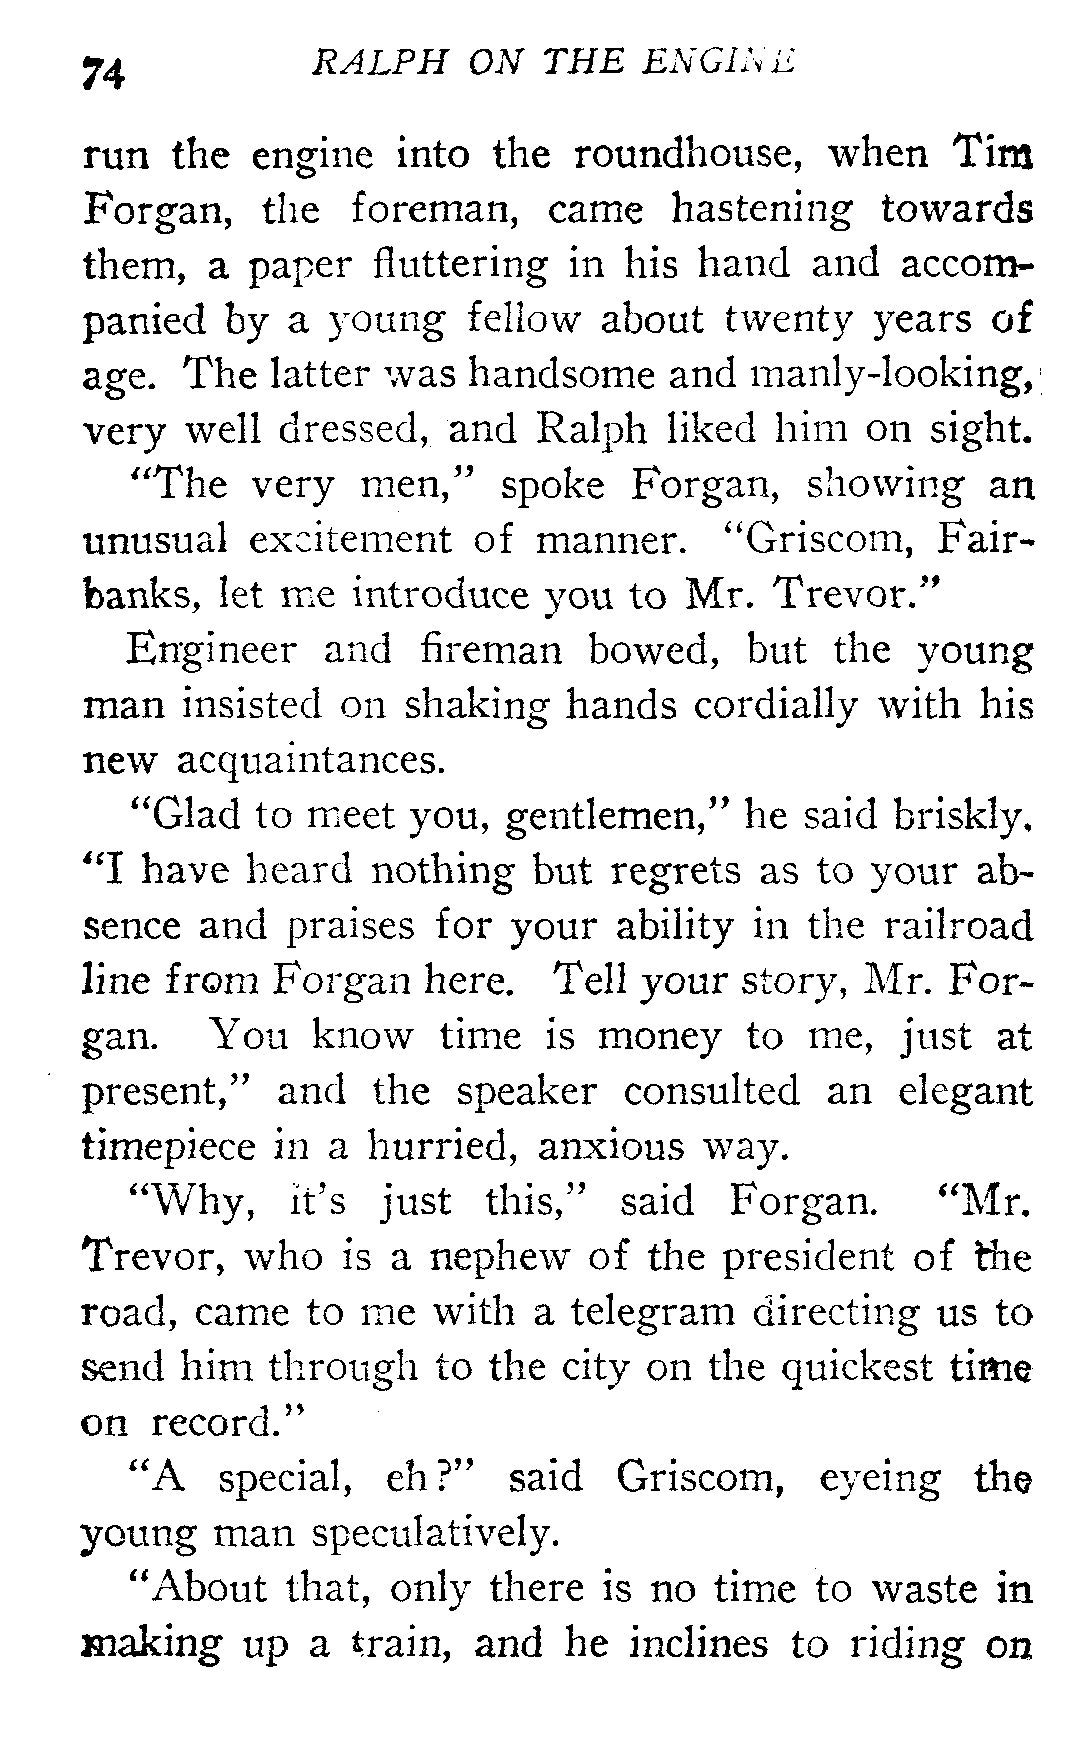 74 RALPH ON THE ENGINE
run the engine into the roundhouse, when Tim
Forgan, the foreman, came hastening towards
them, a paper fluttering in his hand and accom-
panied by a young fellow about twenty years of
age. The latter was handsome and manly-looking,
very well dressed, and Ralph liked him on sight.
“The very men,” spoke Forgan, showing an
unusual excitement of manner. “Griscom, Fair-
banks, let me introduce you to Mr. Trevor.”
Engineer and fireman bowed, but the young
man insisted on shaking hands cordially with his
new acquaintances.
“Glad to meet you, gentlemen,” he said briskly.
“I have heard nothing but regrets as to your ab-
sence and praises for your ability in the railroad
line from Forgan here. Tell your story, Mr. For-
gan. You know time is money to me, just at
present,” and the speaker consulted an elegant
timepiece in a hurried, anxious way.
“Why, it’s just this,” said Forgan. “Mr.
Trevor, who is a nephew of the president of the
road, came to me with a telegram directing us to
send him through to the city on the quickest time
on record.”
“A special, eh?” said Griscom, eyeing the
young man speculatively.
“About that, only there is no time to waste in
making up a train, and he inclines to riding on